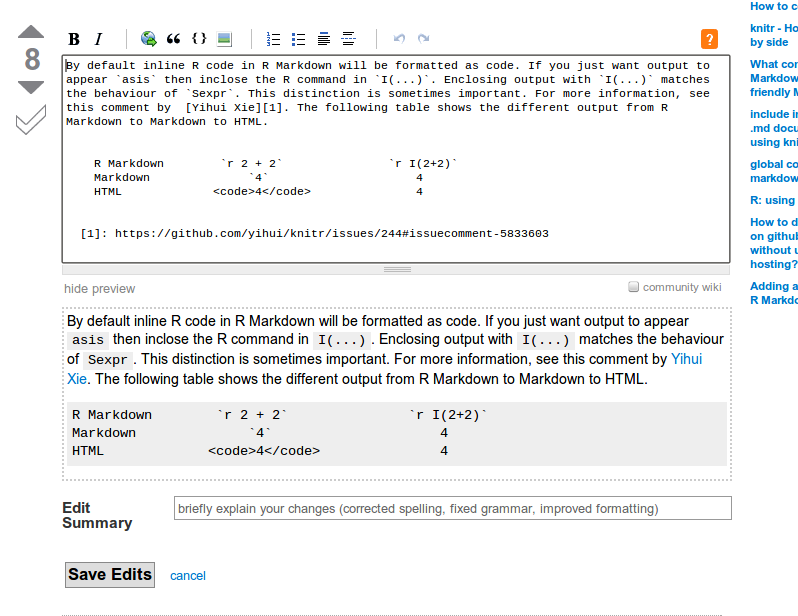 8
B I
?
By default inline R code in R Markdown will be formatted as code. If you just want output to
appear `asis` then inclose the R command in `I(...)`. Enclosing output with `I(...)` matches
the behaviour of `Sexpr`. This distinction is sometimes important. For more information, see
this comment by  [Yihui Xie][1]. The following table shows the different output from R
Markdown to Markdown to HTML.
R Markdown `r 2 + 2` `r I(2+2)`
Markdown `4` 4
HTML <code>4</code> 4
[1]: https://github.com/yihui/knitr/issues/244#issuecomment-5833603
hide preview
community wiki
By default inline R code in R Markdown will be formatted as code. If you just want output to appear
asis then inclose the R command in I(...). Enclosing output with I(...) matches the behaviour
of Sexpr. This distinction is sometimes important. For more information, see this comment by Yihui
Xie. The following table shows the different output from R Markdown to Markdown to HTML.
R Markdown `r 2 + 2` `r I(2+2)`
Markdown `4` 4
HTML <code>4</code> 4
Edit
Summary
briefly explain your changes (corrected spelling, fixed grammar, improved formatting)
Save Edits
cancel
How to
knitr - Ho
by side
What
Markdow
friendly
include
.md docu
using kni
global co
markdow
R: using
How to d
on github
without
hosting?
Adding a
R Markdo